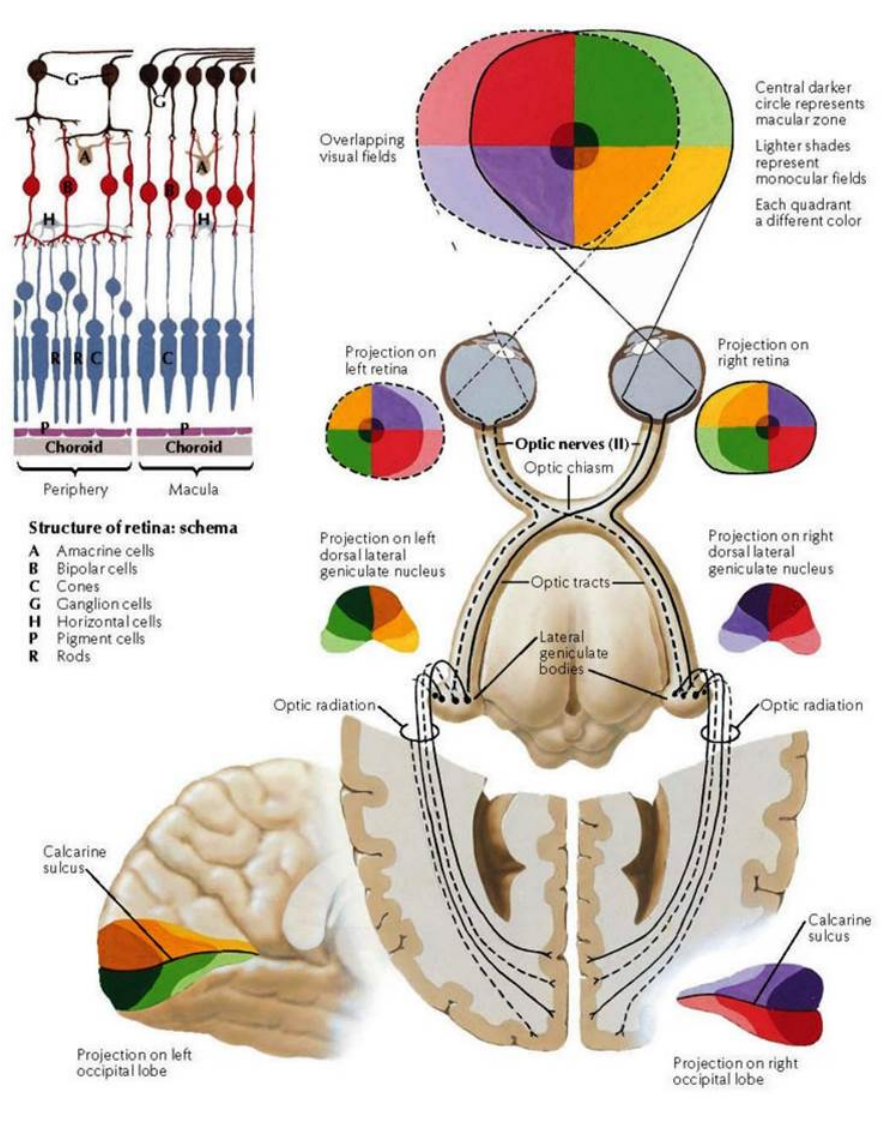 G
G
A
A
B
B
H
H
R
R
C
C
P
P
Choroid
Choroid
Periphery
Macula
Structure of retina: schema
A Amacrine cells
B Bipolar cells
C Cones
G Ganglion cells
H Horizontal cells
P Pigment cells
R Rods
Overlapping
visual fields
Central darker
circle represents
macular zone
Lighter shades
represent
monocular fields
Each quadrant
a different color
Projection on
left retina
Projection on
right retina
Optic nerves (II)
Optic chiasm
Projection on left
dorsal lateral
geniculate nucleus
Projection on right
dorsal lateral
geniculate nucleus
Optic tracts
Lateral
geniculate
bodies
Optic radiation
Optic radiation
Calcarine
sulcus
Calcarine
sulcus
Projection on left
occipital lobe
Projection on right
occipital lobe